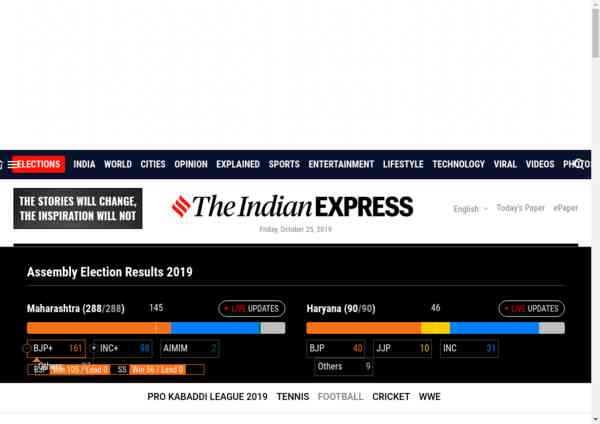 ELECTIONS INDIA WORLD CITIES OPINION EXPLAINED SPORTS ENTERTAINMENT LIFESTYLE TECHNOLOGY VIRAL VIDEOS PHOTOS
THE STORIES WILL CHANGE,
THE INSPIRATION WILL NOT
The Indian EXPRESS
English Today's Paper ePaper
Friday, October 25, 2019
Assembly Election Results 2019
Maharashtra (288/288) 145 LIVE UPDATES
Haryana (90/90) 46 LIVE UPDATES
BJP+ 161 INC+ 98 AIMIM 2
BJP 40 JJP 10 INC 31
Others
BJP Win 105 / Lead 0 SS Win 56 / Lead 0
Others 9
PRO KABADDI LEAGUE 2019 TENNIS FOOTBALL CRICKET WWE